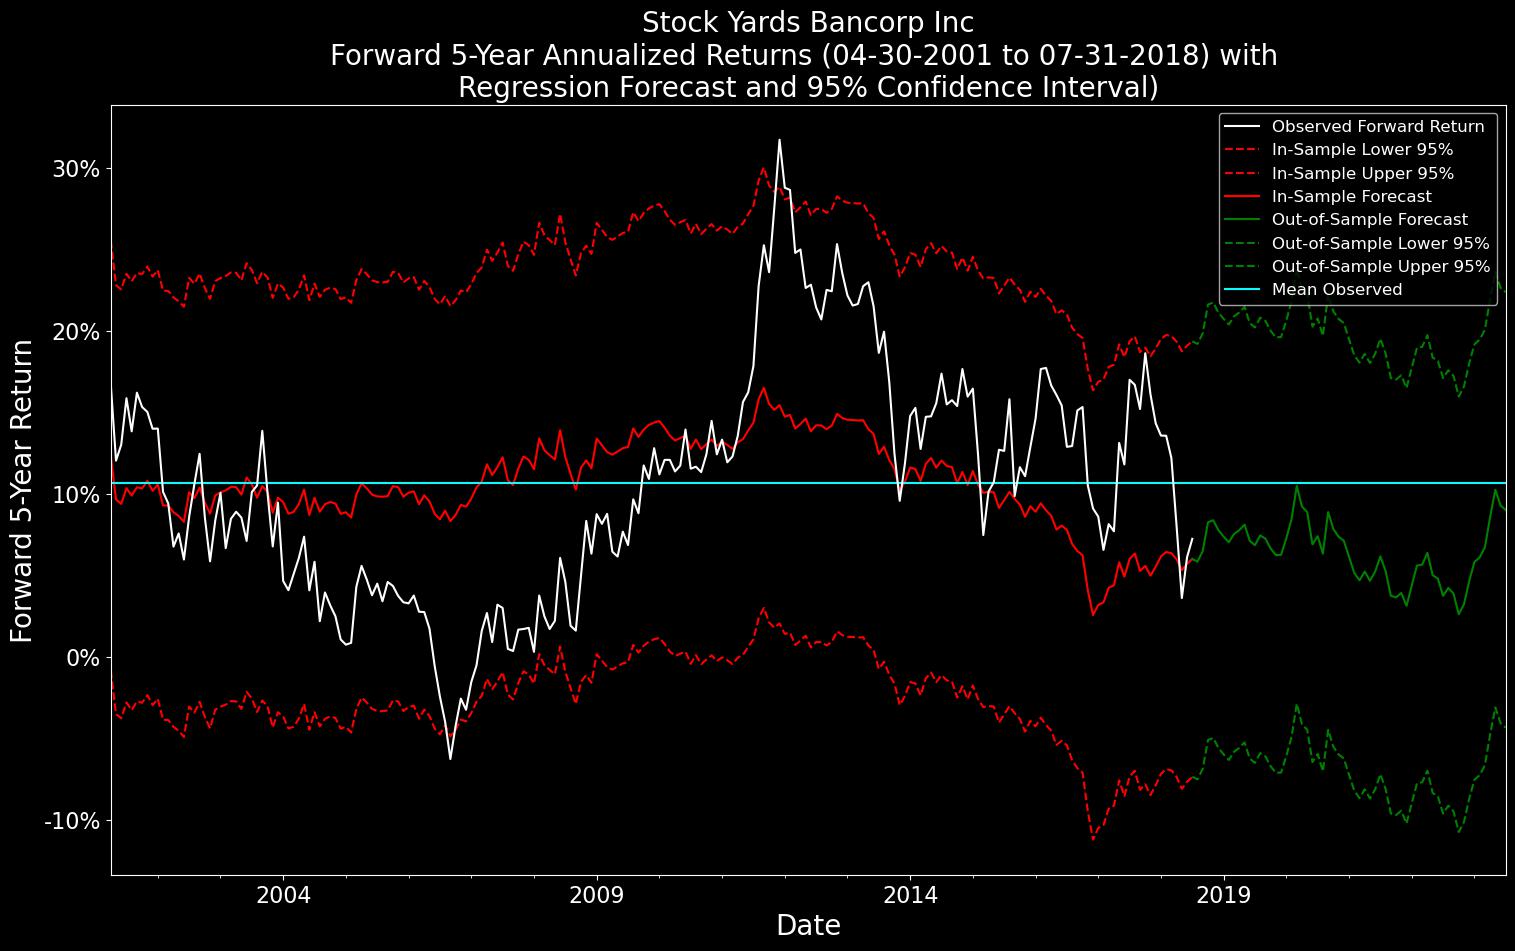 Stock Yards Bancorp Inc
Forward 5-Year Annualized Returns (04-30-2001 to 07-31-2018) with
Regression Forecast and 95% Confidence Interval)
Observed Forward Return
In-Sample Lower 95%
In-Sample Upper 95%
In-Sample Forecast
Out-of-Sample Forecast
Out-of-Sample Lower 95%
Out-of-Sample Upper 95%
Mean Observed
Forward 5-Year Return
30%
20%
10%
0%
-10%
2004
2009
2014
2019
Date